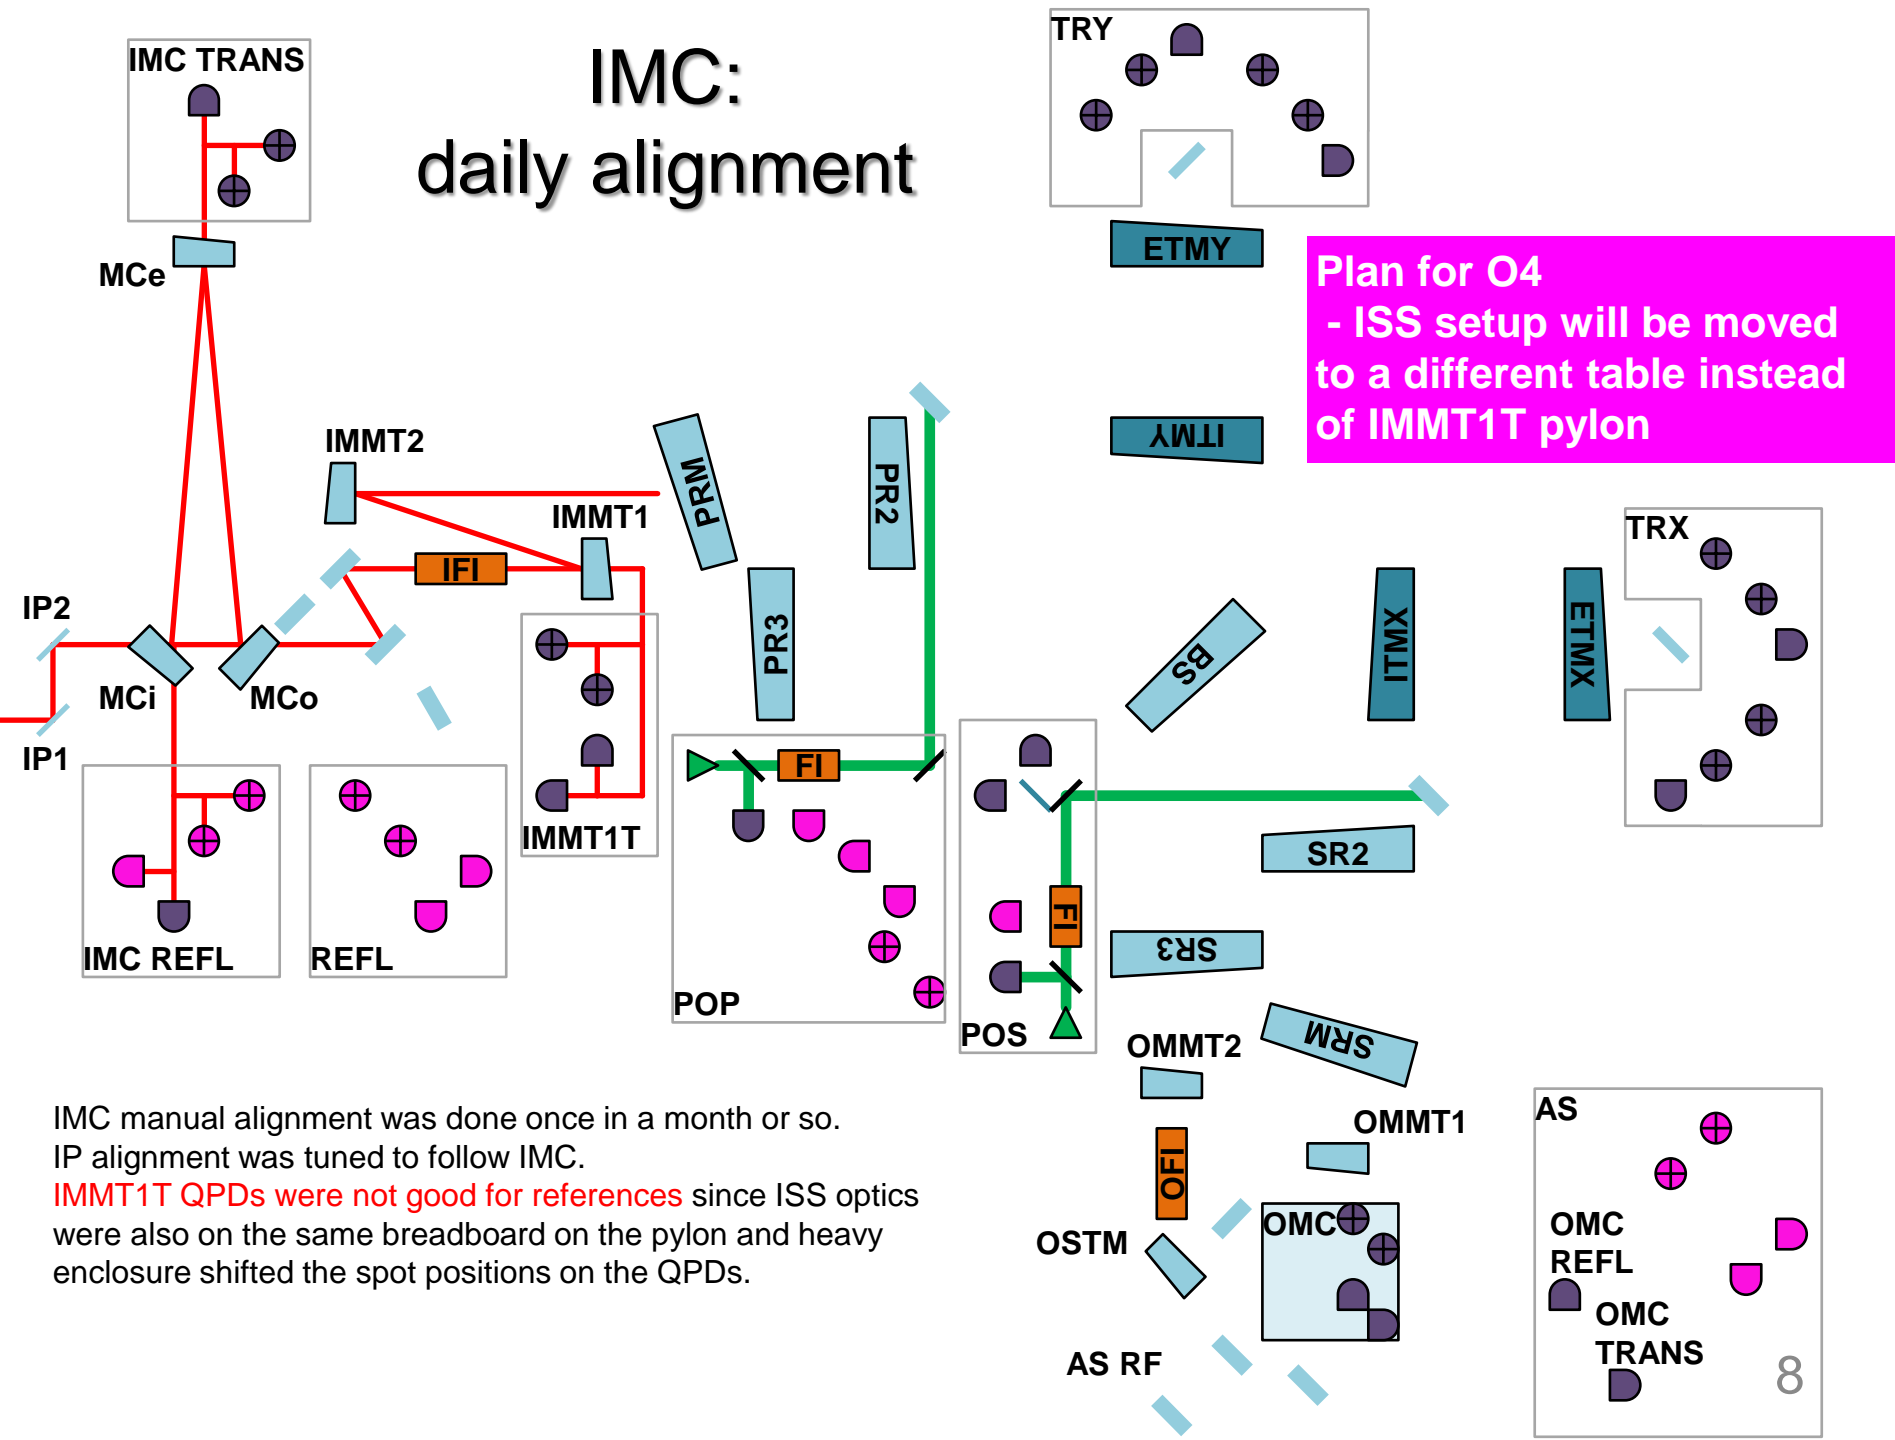 IMC:
daily alignment
IMC TRANS
TRY
MCe
ETMY
Plan for O4
- ISS setup will be moved
to a different table instead
of IMMT1T pylon
IMMT2
PRM
PR2
ITMY
IMMT1
TRX
IFI
IP2
PR3
BS
ITMX
ETMX
MCi
MCo
IP1
FI
IMMT1T
SR2
FI
IMC REFL
REFL
SR3
POP
POS
OMMT2
SRM
IMC manual alignment was done once in a month or so.
IP alignment was tuned to follow IMC.
IMMT1T QPDs were not good for references since ISS optics
were also on the same breadboard on the pylon and heavy
enclosure shifted the spot positions on the QPDs.
OMMT1
AS
OFI
OSTM
OMC
OMC
REFL
OMC
TRANS
AS RF
8